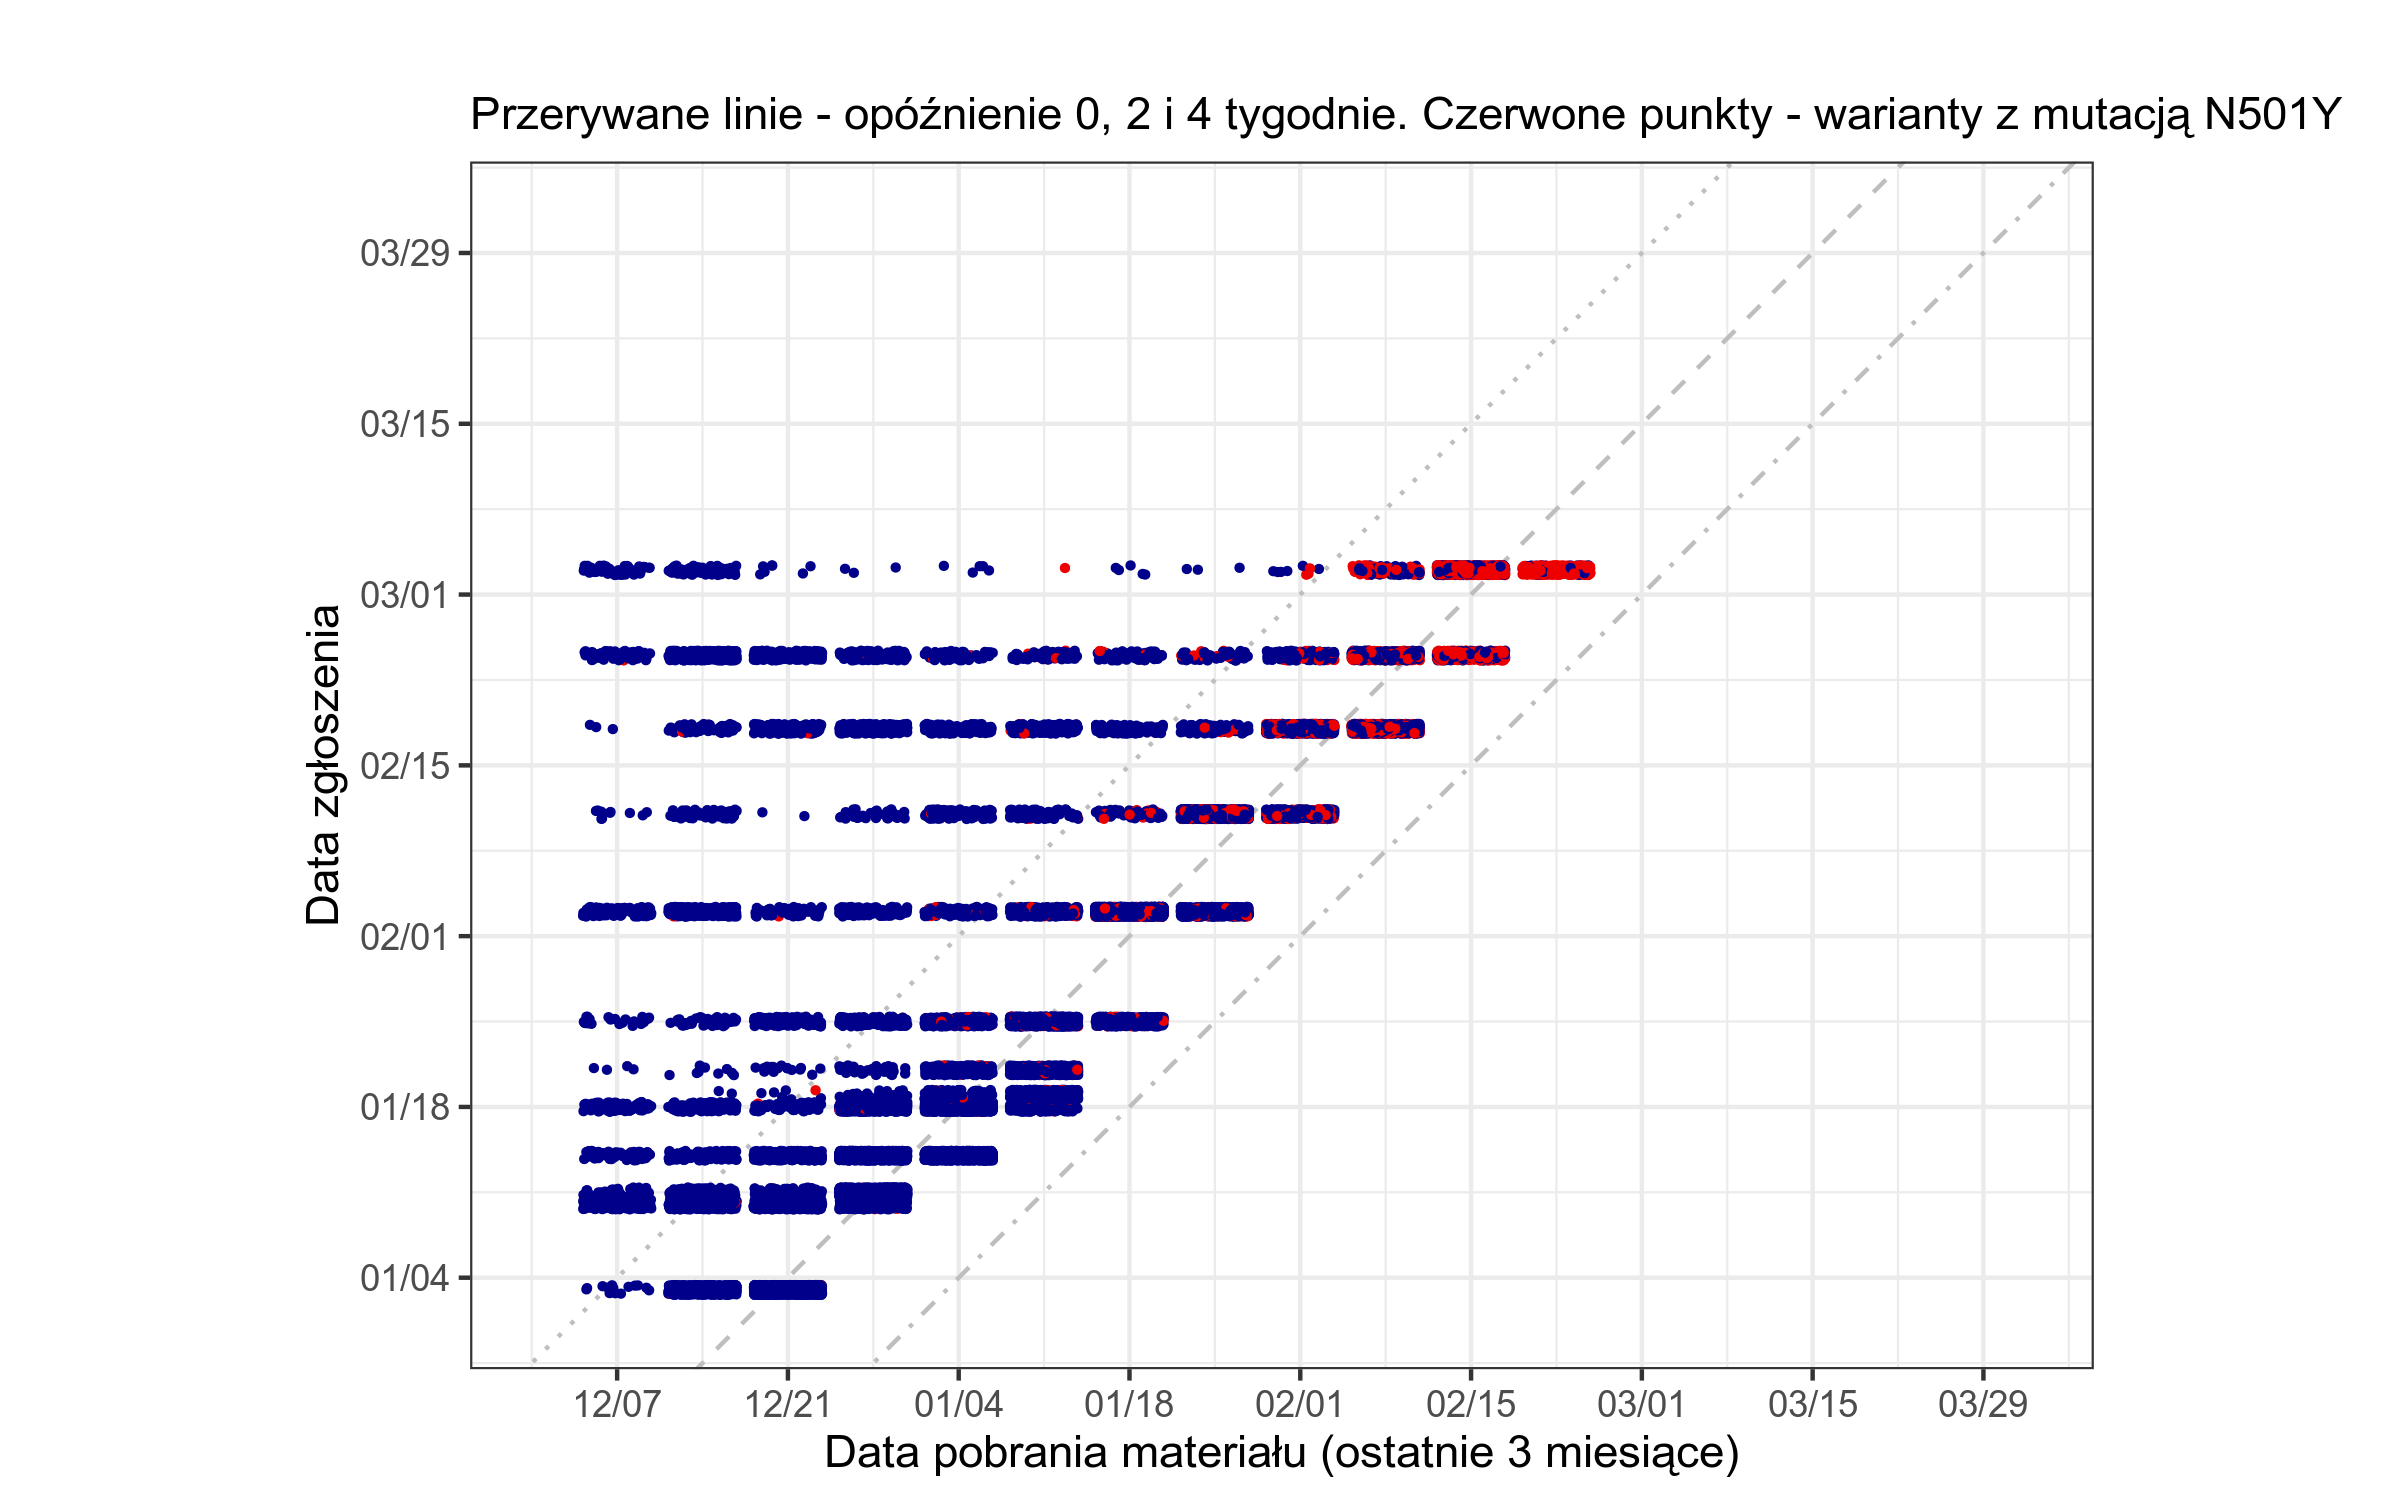 Przerywane linie - opóźnienie 0, 2 i 4 tygodnie. Czerwone punkty - warianty z mutacją N501Y
Data zgłoszenia
03/29
03/15
03/01
02/15
02/01
01/18
01/04
12/07 12/21 01/04 01/18 02/01 02/15 03/01 03/15 03/29
Data pobrania materiału (ostatnie 3 miesiące)